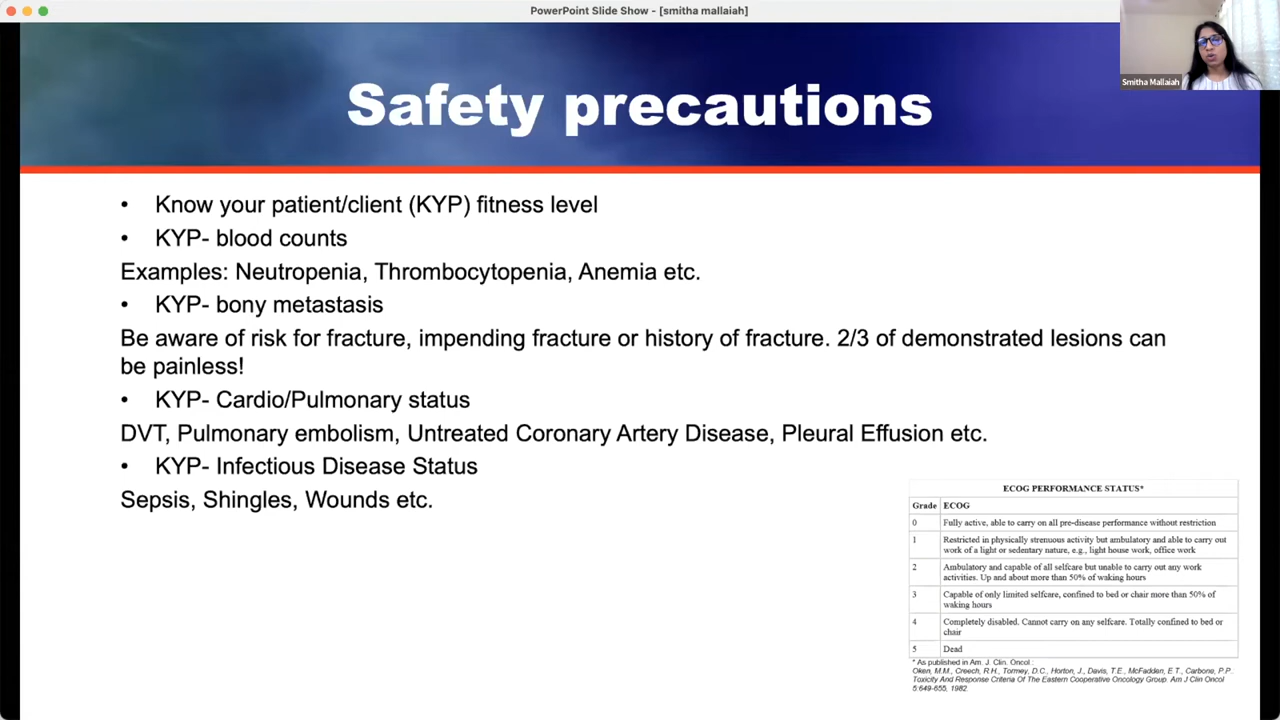 PowerPoint Slide Show - [smitha mallaiah]
Smitha Mallaiah
Safety precautions
• Know your patient/client (KYP) fitness level
• KYP- blood counts
Examples: Neutropenia, Thrombocytopenia, Anemia etc.
• KYP- bony metastasis
Be aware of risk for fracture, impending fracture or history of fracture. 2/3 of demonstrated lesions can
be painless!
• KYP- Cardio/Pulmonary status
DVT, Pulmonary embolism, Untreated Coronary Artery Disease, Pleural Effusion etc.
• KYP- Infectious Disease Status
Sepsis, Shingles, Wounds etc.
ECOG PERFORMANCE STATUS*
Grade ECOG
0 Fully active, able to carry on all pre-disease performance without restriction
1 Restricted in physically strenuous activity but ambulatory and able to carry out
work of a light or sedentary nature, e.g., light house work, office work
2 Ambulatory and capable of all selfcare but unable to carry out any work
activities. Up and about more than 50% of waking hours
3 Capable of only limited selfcare, confined to bed or chair more than 50% of
waking hours
4 Completely disabled. Cannot carry on any selfcare. Totally confined to bed or
chair
5 Dead
* As published in Am. J. Clin. Oncol.:
Oken, M.M., Creech, R.H., Tormey, D.C., Horton, J., Davis, T.E., McFadden, E.T., Carbone, P.P.
Toxicity And Response Criteria Of The Eastern Cooperative Oncology Group. Am J Clin Oncol
5:649-655, 1982.